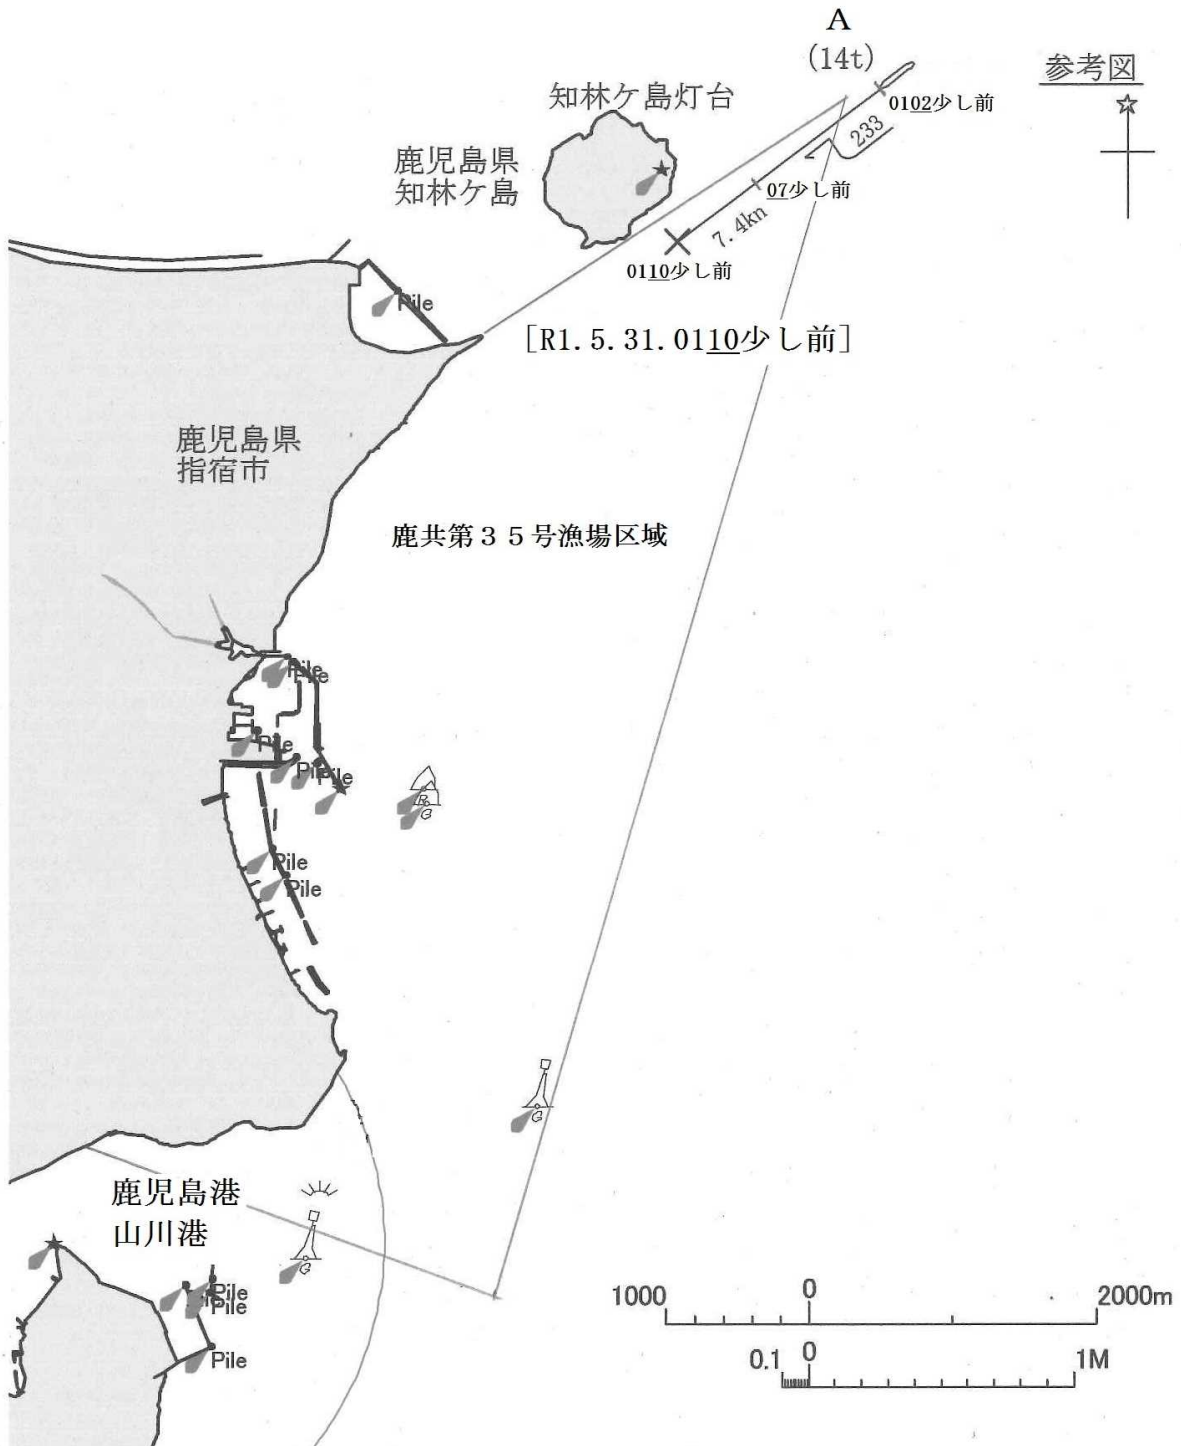 A
(14t)
参考図
知林ケ島灯台
0102少し前
鹿児島県
知林ケ島
233
07少し前
7.4kn
0110少し前
Pile
[R1.5.31.0110少し前]
鹿児島県
指宿市
鹿共第35号漁場区域
Pile
Pile
Pile
Pile
Pile
R
G
Pile
Pile
G
鹿児島港
山川港
G
Pile
Pile
Pile
1000
0
2000m
0.1
0
1M